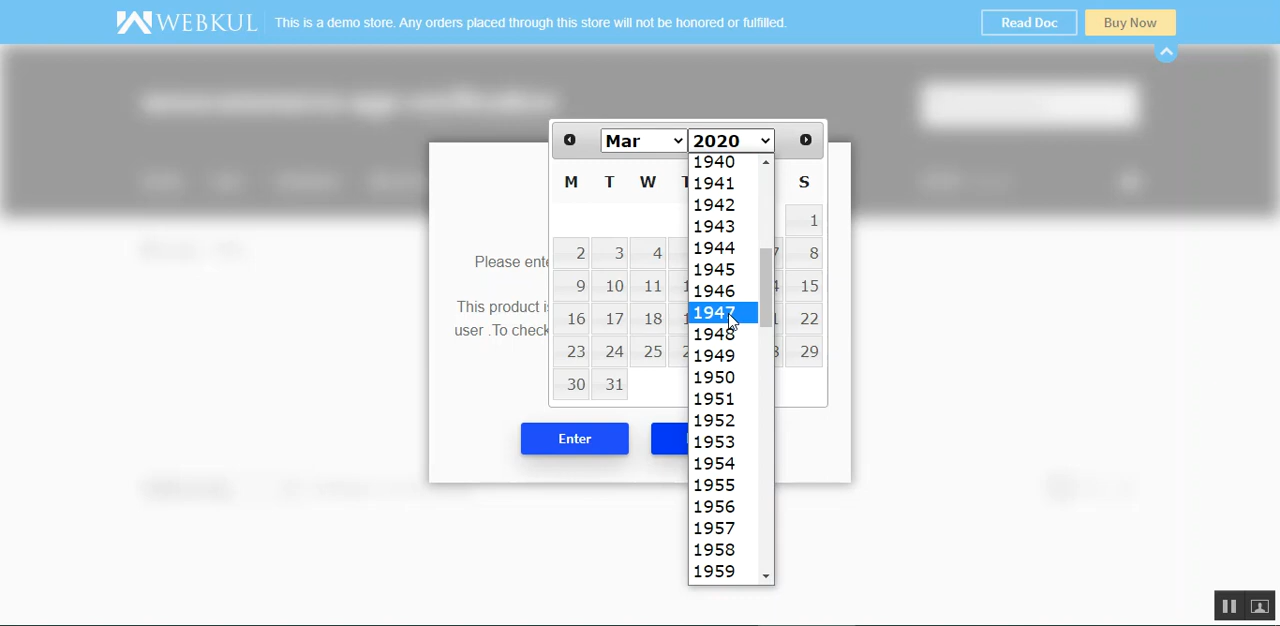 WEBKUL This is a demo store. Any orders placed through this store will not be honored or fulfilled. Read Doc Buy Now
Mar 2020
M T W T S
1940
1941
1942
1943
1944
1945
1946
1947
1948
1949
1950
1951
1952
1953
1954
1955
1956
1957
1958
1959
1
2 3 4 8
9 10 11 15
16 17 18 22
23 24 25 29
30 31
Please ente
This product i
user .To check
Enter